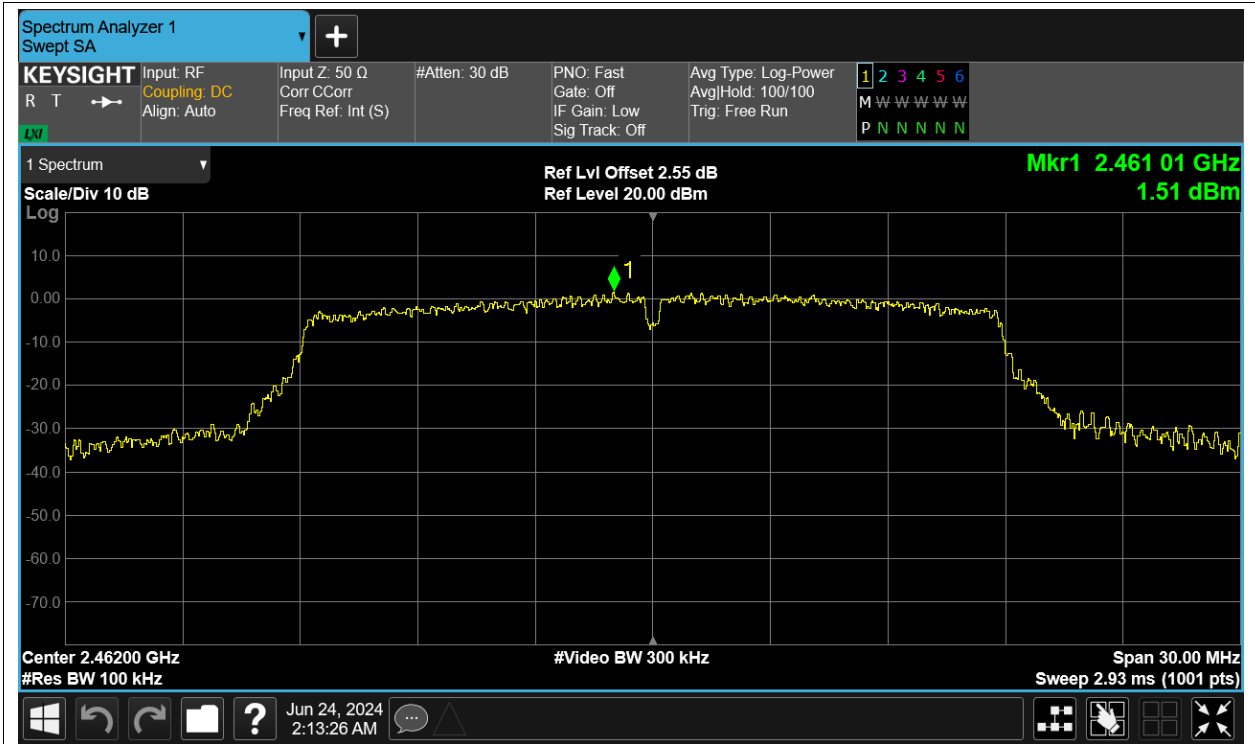 Spectrum Analyzer 1
Swept SA
KEYSIGHT
R T
LXI
Input: RF
Coupling: DC
Align: Auto
Input Z: 50 Ω
Corr CCorr
Freq Ref: Int (S)
#Atten: 30 dB
PNO: Fast
Gate: Off
IF Gain: Low
Sig Track: Off
Avg Type: Log-Power
Avg|Hold: 100/100
Trig: Free Run
1 2 3 4 5 6
M W W W W W
P N N N N N
1 Spectrum
Scale/Div 10 dB
Log
Ref Lvl Offset 2.55 dB
Ref Level 20.00 dBm
Mkr1 2.461 01 GHz
1.51 dBm
1
10.0
0.00
-10.0
-20.0
-30.0
-40.0
-50.0
-60.0
-70.0
Center 2.46200 GHz
#Res BW 100 kHz
#Video BW 300 kHz
Span 30.00 MHz
Sweep 2.93 ms (1001 pts)
?
Jun 24, 2024
2:13:26 AM